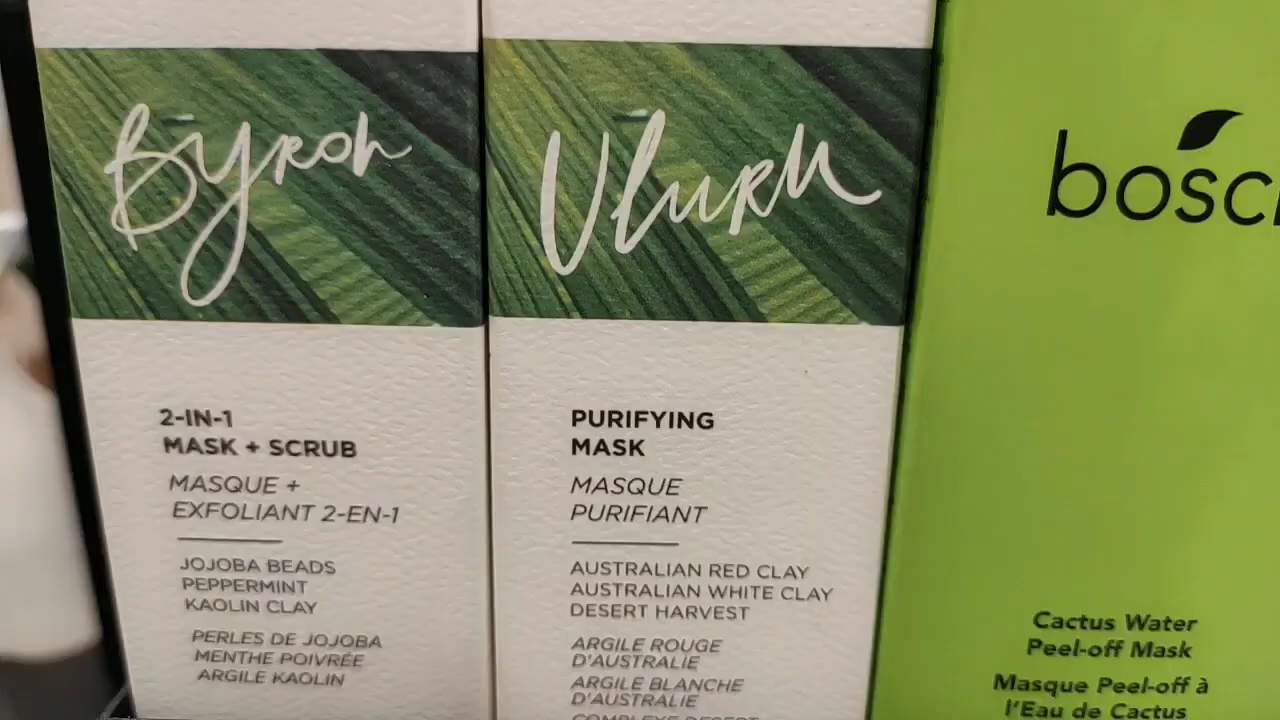 Byron
2-IN-1
MASK + SCRUB
MASQUE +
EXFOLIANT 2-EN-1
JOJOBA BEADS
PEPPERMINT
KAOLIN CLAY
PERLES DE JOJOBA
MENTHE POIVRÉE
ARGILE KAOLIN
Uluru
PURIFYING
MASK
MASQUE
PURIFIANT
AUSTRALIAN RED CLAY
AUSTRALIAN WHITE CLAY
DESERT HARVEST
ARGILE ROUGE
D'AUSTRALIE
ARGILE BLANCHE
D'AUSTRALIE
bosc
Cactus Water
Peel-off Mask
Masque Peel-off à
l'Eau de Cactus